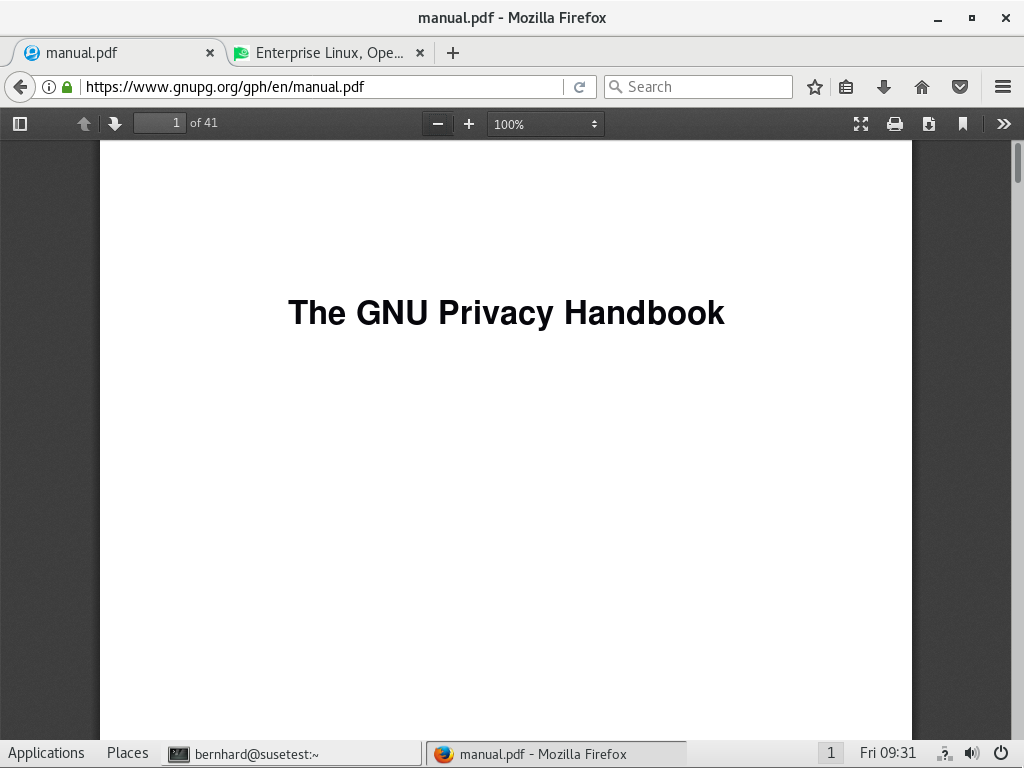 manual.pdf - Mozilla Firefox
manual.pdf
Enterprise Linux, Ope...
https://www.gnupg.org/gph/en/manual.pdf
Search
1 of 41
100%
The GNU Privacy Handbook
Applications
Places
bernhard@susetest:~
manual.pdf - Mozilla Firefox
1
Fri 09:31